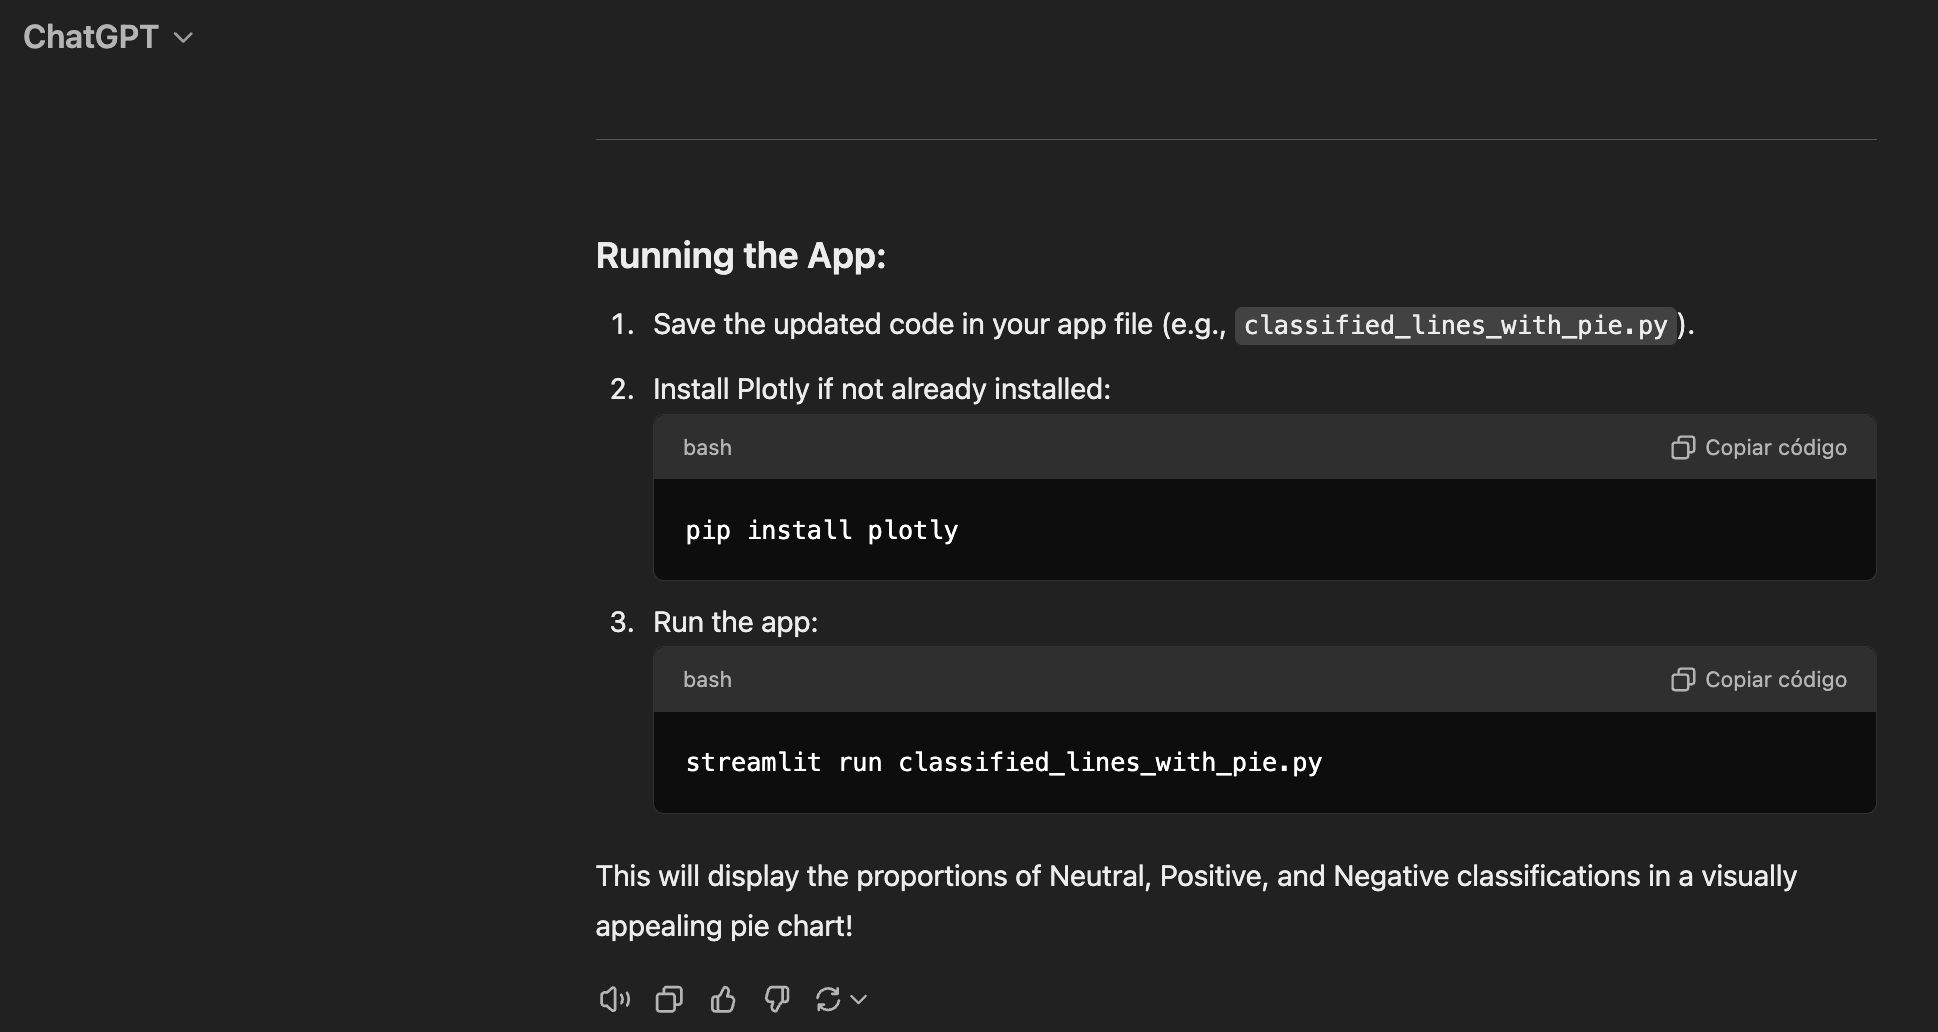 ChatGPT
Running the App:
1. Save the updated code in your app file (e.g., classified_lines_with_pie.py).
2. Install Plotly if not already installed:
bash
Copiar código
pip install plotly
3. Run the app:
bash
Copiar código
streamlit run classified_lines_with_pie.py
This will display the proportions of Neutral, Positive, and Negative classifications in a visually
appealing pie chart!